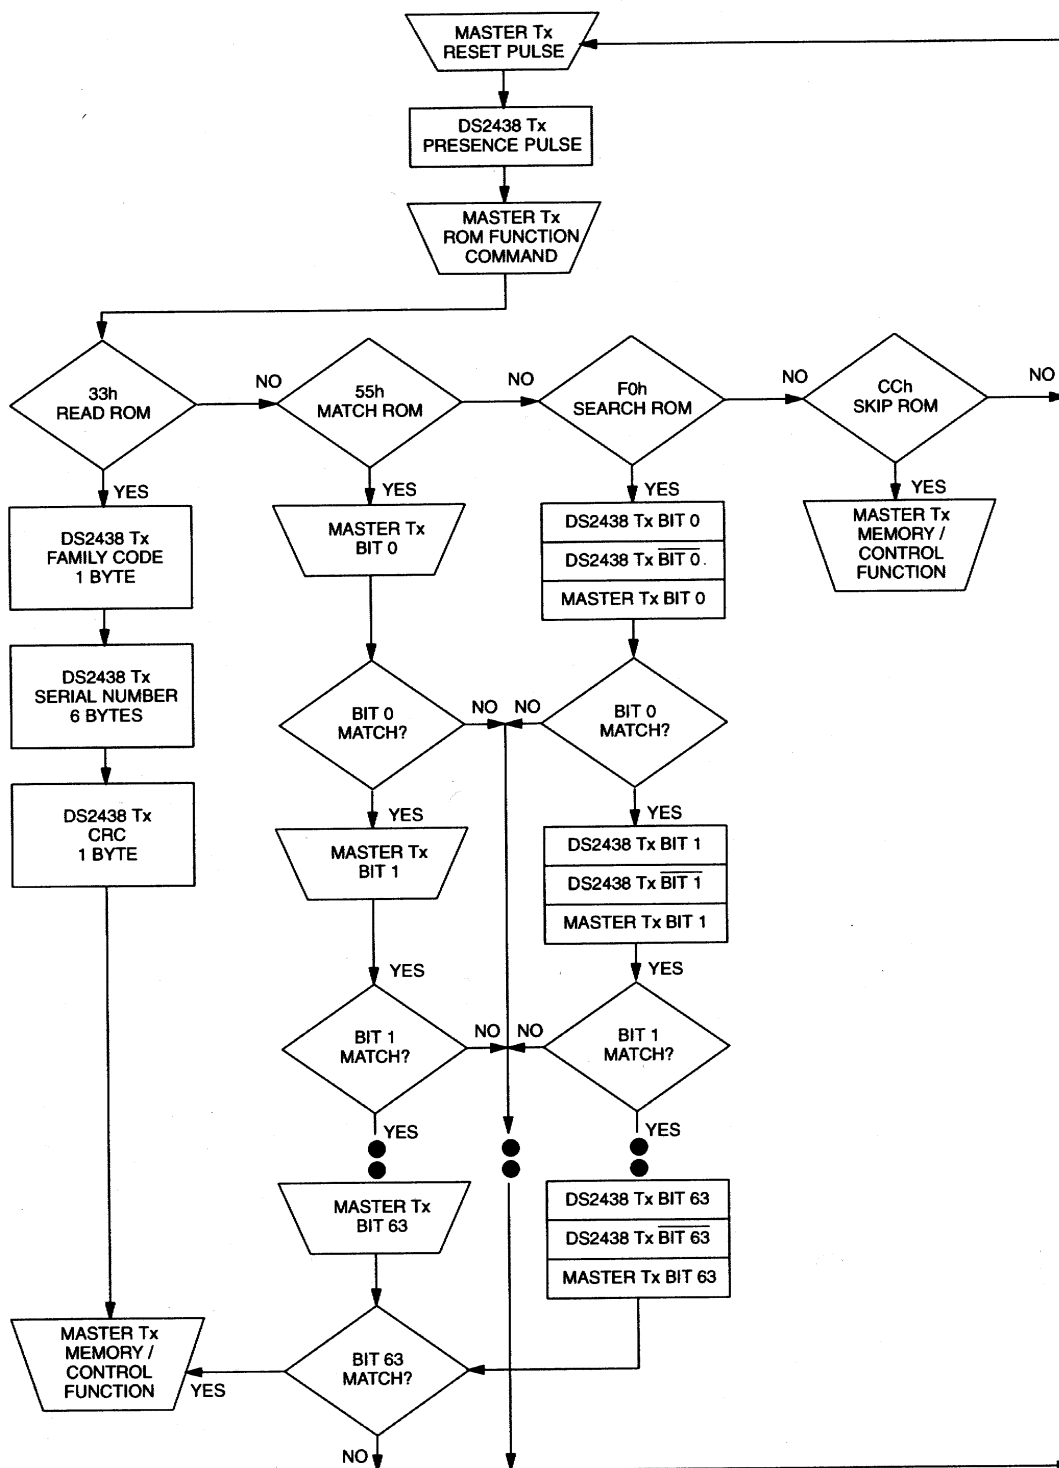 MASTER Tx
RESET PULSE
DS2438 Tx
PRESENCE PULSE
MASTER Tx
ROM FUNCTION
COMMAND
33h
READ ROM
NO
55h
MATCH ROM
NO
F0h
SEARCH ROM
NO
CCh
SKIP ROM
NO
YES
DS2438 Tx
FAMILY CODE
1 BYTE
DS2438 Tx
SERIAL NUMBER
6 BYTES
DS2438 Tx
CRC
1 BYTE
YES
MASTER Tx
BIT 0
BIT 0
MATCH?
NO
YES
MASTER Tx
BIT 1
YES
BIT 1
MATCH?
NO
YES
MASTER Tx
BIT 63
BIT 63
MATCH?
YES
NO
MASTER Tx
MEMORY /
CONTROL
FUNCTION
YES
DS2438 Tx BIT 0
DS2438 Tx BIT 0
MASTER Tx BIT 0
NO
BIT 0
MATCH?
YES
DS2438 Tx BIT 1
DS2438 Tx BIT 1
MASTER Tx BIT 1
YES
NO
BIT 1
MATCH?
YES
DS2438 Tx BIT 63
DS2438 Tx BIT 63
MASTER Tx BIT 63
YES
MASTER Tx
MEMORY /
CONTROL
FUNCTION